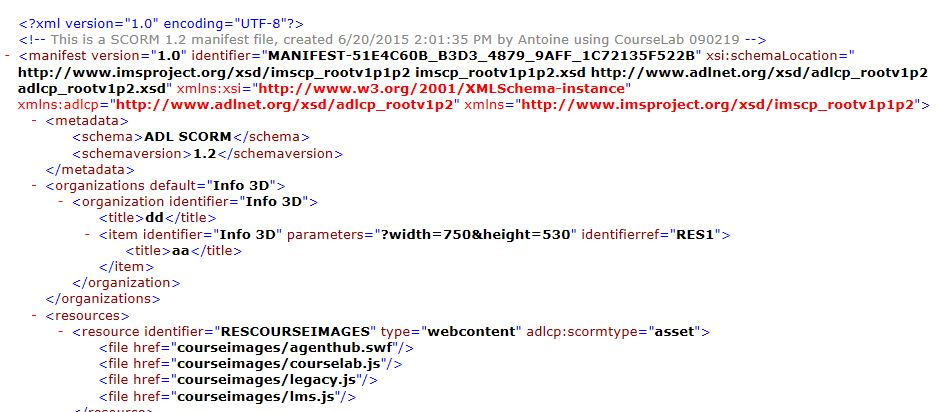 <?xml version="1.0" encoding="UTF-8"?>
<!-- This is a SCORM 1.2 manifest file, created 6/20/2015 2:01:35 PM by Antoine using CourseLab 090219 -->
- <manifest version="1.0" identifier="MANIFEST-51E4C60B_B3D3_4879_9AFF_1C72135F522B" xsi:schemaLocation="
http://www.imsproject.org/xsd/imscp_rootv1p1p2 imscp_rootv1p1p2.xsd http://www.adlnet.org/xsd/adlcp_rootv1p2
adlcp_rootv1p2.xsd" xmlns:xsi="http://www.w3.org/2001/XMLSchema-instance"
xmlns:adlcp="http://www.adlnet.org/xsd/adlcp_rootv1p2" xmlns="http://www.imsproject.org/xsd/imscp_rootv1p1p2">
- <metadata>
<schema>ADL SCORM</schema>
<schemaversion>1.2</schemaversion>
</metadata>
- <organizations default="Info 3D">
- <organization identifier="Info 3D">
<title>dd</title>
- <item identifier="Info 3D" parameters="?width=750&height=530" identifierref="RES1">
<title>aa</title>
</item>
</organization>
</organizations>
- <resources>
- <resource identifier="RESCOURSEIMAGES" type="webcontent" adlcp:scormtype="asset">
<file href="courseimages/agenthub.swf"/>
<file href="courseimages/courselab.js"/>
<file href="courseimages/legacy.js"/>
<file href="courseimages/lms.js"/>
</resource>